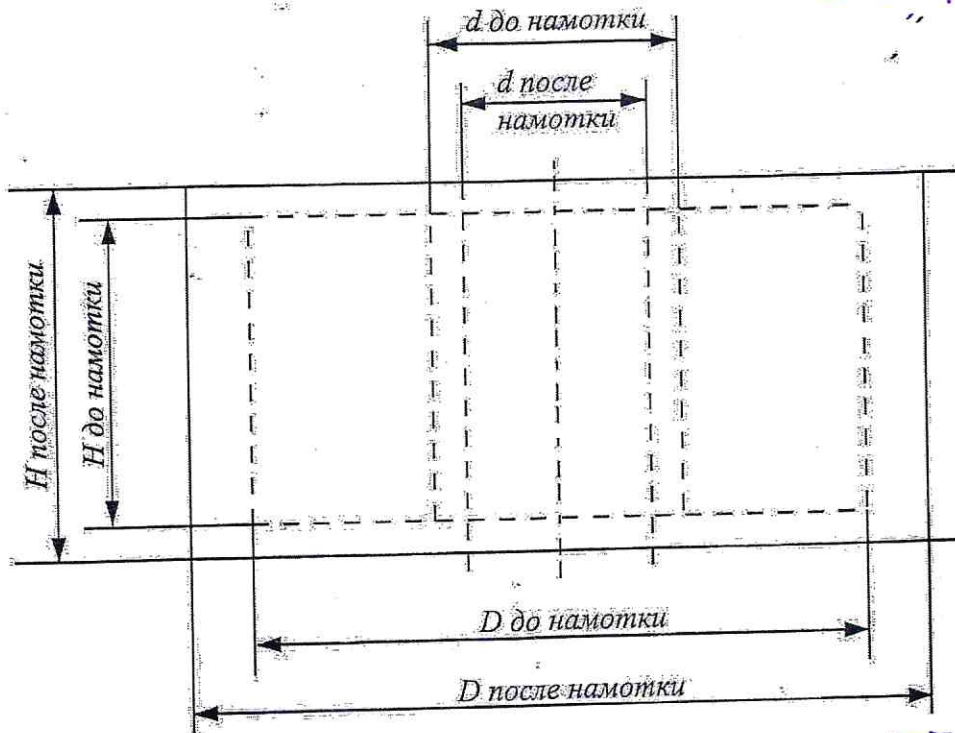 d до намотки
d после
намотки
H после намотки
H до намотки
D до намотки
D после намотки